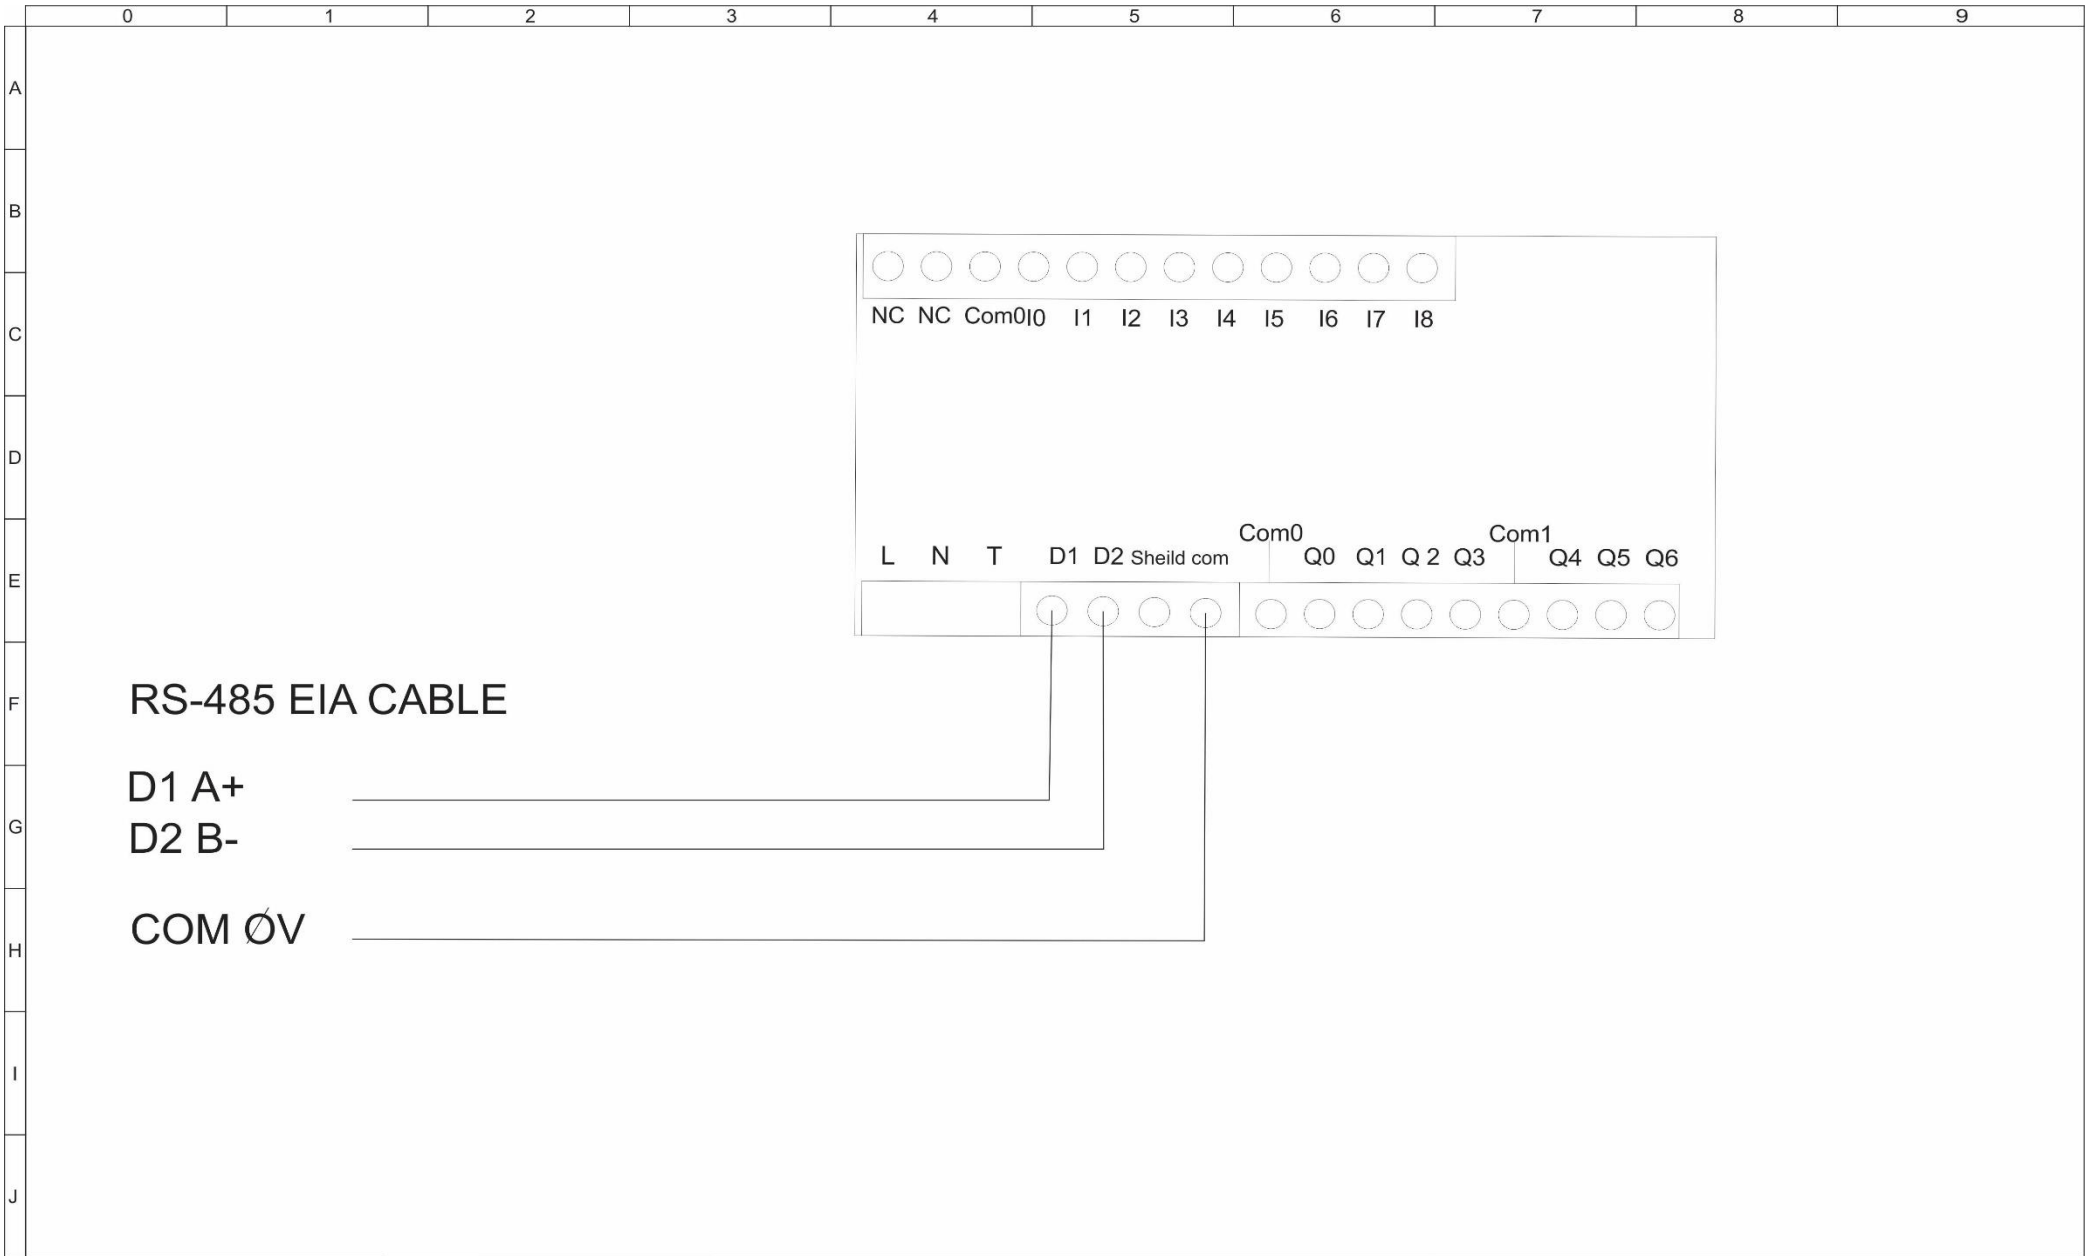 0 1 2 3 4 5 6 7 8 9
A
B
C
D
E
F
G
H
I
J
NC NC Com0 I0 I1 I2 I3 I4 I5 I6 I7 I8
Com0 Com1
L N T D1 D2 Sheild com Q0 Q1 Q 2 Q3 Q4 Q5 Q6
RS-485 EIA CABLE
D1 A+
D2 B-
COM ØV